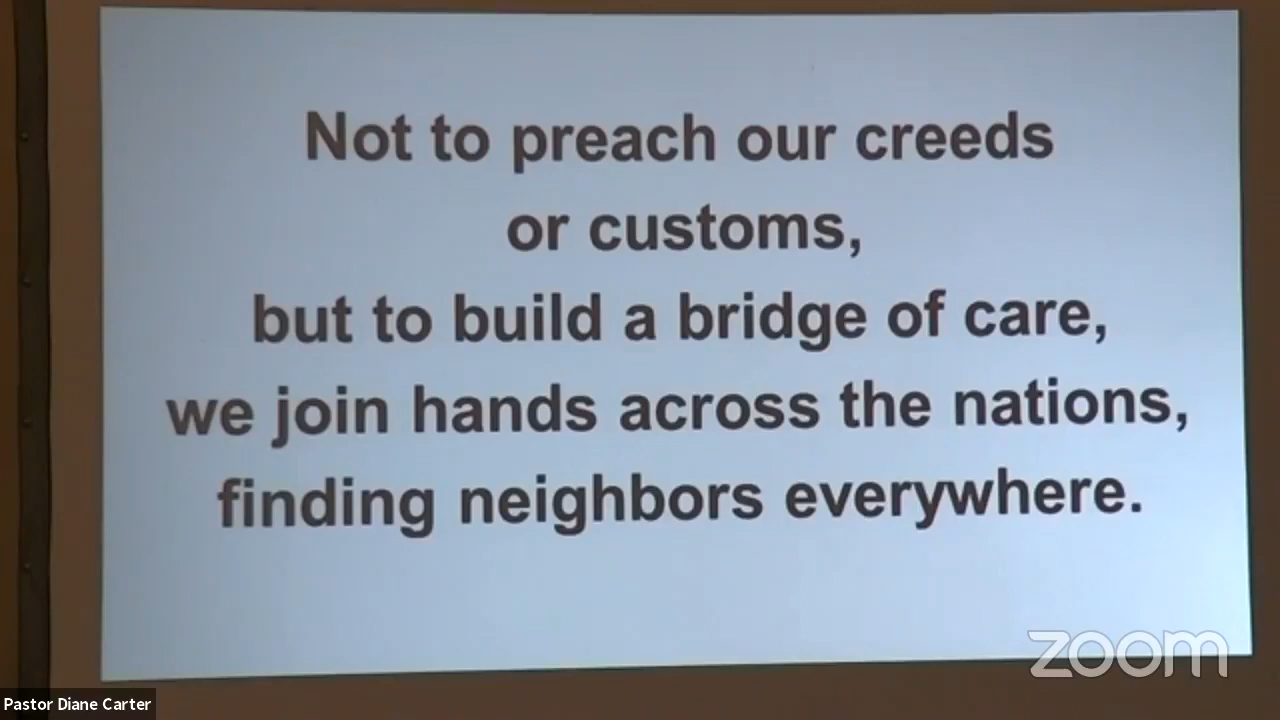 Not to preach our creeds
or customs,
but to build a bridge of care,
we join hands across the nations,
finding neighbors everywhere.
zoom
Pastor Diane Carter